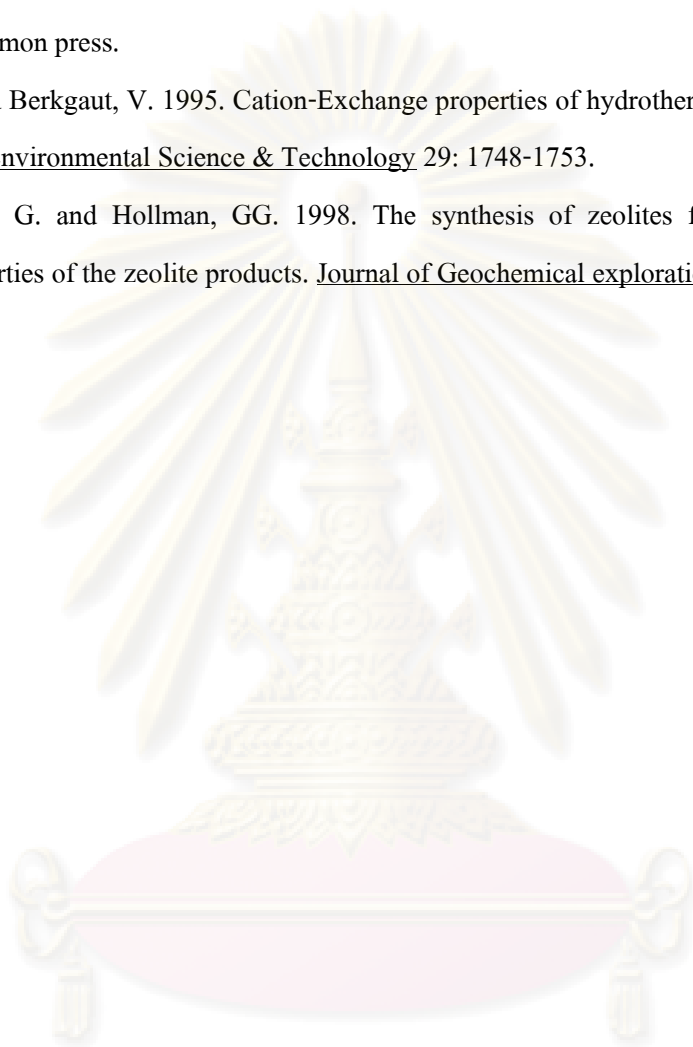 mon press.
Berkgaut, V. 1995. Cation-Exchange properties of hydrother
nvironmental Science & Technology 29: 1748-1753.
G. and Hollman, GG. 1998. The synthesis of zeolites f
rties of the zeolite products. Journal of Geochemical explorati